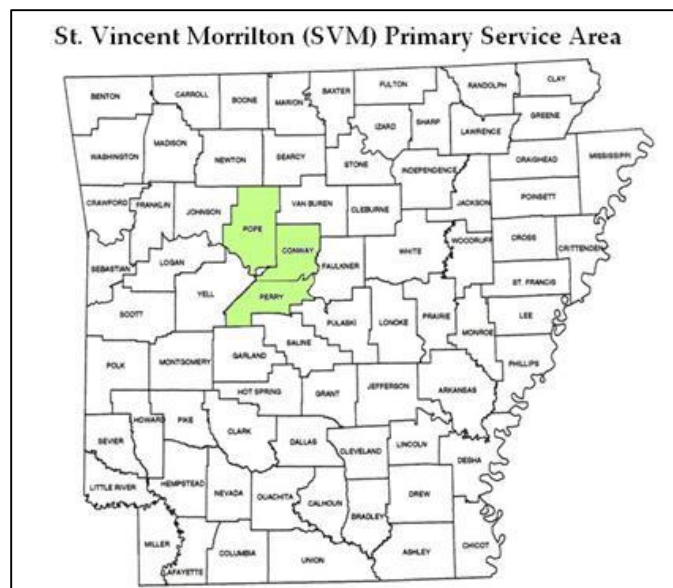 St. Vincent Morrilton (SVM) Primary Service Area
BENTON
CARROLL
BOONE
MARION
BAXTER
FULTON
RANDOLPH
CLAY
GREENE
IZARD
SHARP
LAWRENCE
WASHINGTON
MADISON
NEWTON
SEARCY
STONE
INDEPENDENCE
CRAIGHEAD
MISSISSIPPI
CRAWFORD
FRANKLIN
JOHNSON
POPE
VAN BUREN
CLEBURNE
JACKSON
POINSETT
CONWAY
FAULKNER
WHITE
WOODRUFF
CROSS
CRITTENDEN
SEBASTIAN
LOGAN
YELL
PERRY
ST. FRANCIS
SCOTT
PULASKI
LONOKE
PRAIRIE
MONROE
LEE
PHILLIPS
POLK
MONTGOMERY
GARLAND
SALINE
HOT SPRING
GRANT
JEFFERSON
ARKANSAS
HOWARD
PIKE
CLARK
DALLAS
CLEVELAND
LINCOLN
DESHA
SEVIER
LITTLE RIVER
HEMPSTEAD
NEVADA
OUACHITA
CALHOUN
BRADLEY
DREW
MILLER
LAFAYETTE
COLUMBIA
UNION
ASHLEY
CHICOT